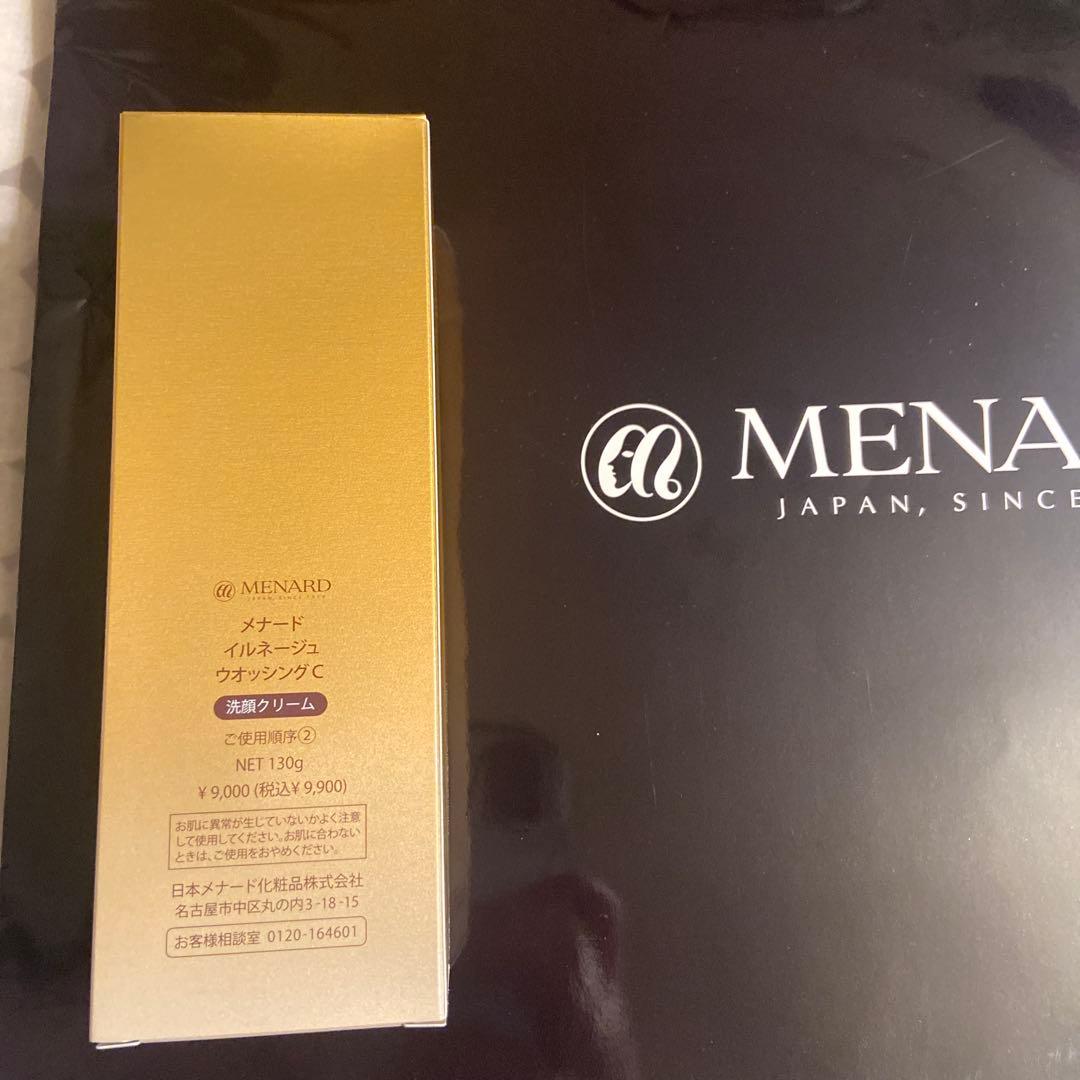 MENARD
JAPAN, SINCE
メナード
イルネージュ
ウオッシングC
洗顔クリーム
ご使用順序②
NET 130g
¥9,000(税込¥9,900)
お肌に異常が生じていないかよく注意
して使用してください。お肌に合わない
ときは、ご使用をおやめください。
日本メナード化粧品株式会社
名古屋市中区丸の内3-18-15
お客様相談室 0120-164601
MENA
JAPAN, SINCE